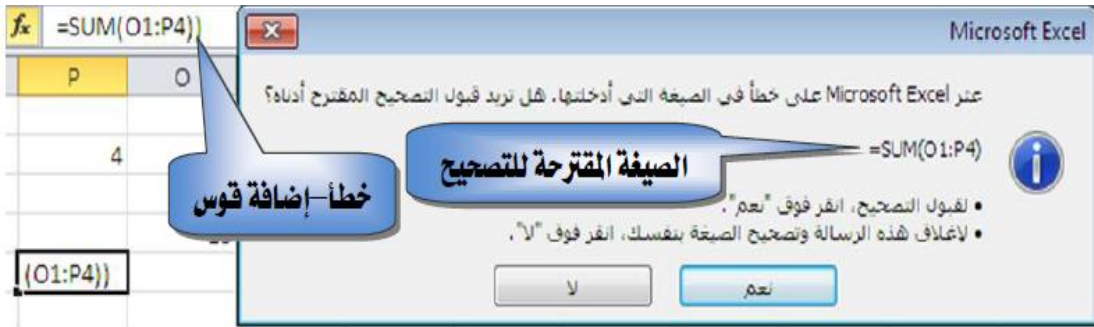 fx =SUM(O1:P4))
Microsoft Excel
P O
عثر Microsoft Excel على خطأ في الصيغة التي أدخلتها. هل تريد قبول التصحيح المقترح أدناه؟
4
=SUM(O1:P4)
الصيغة المقترحة للتصحيح
خطأ-إضافة قوس
• لقبول التصحيح، انقر فوق "نعم".
• لإغلاق هذه الرسالة وتصحيح الصيغة بنفسك، انقر فوق "لا".
(O1:P4))
نعم
لا